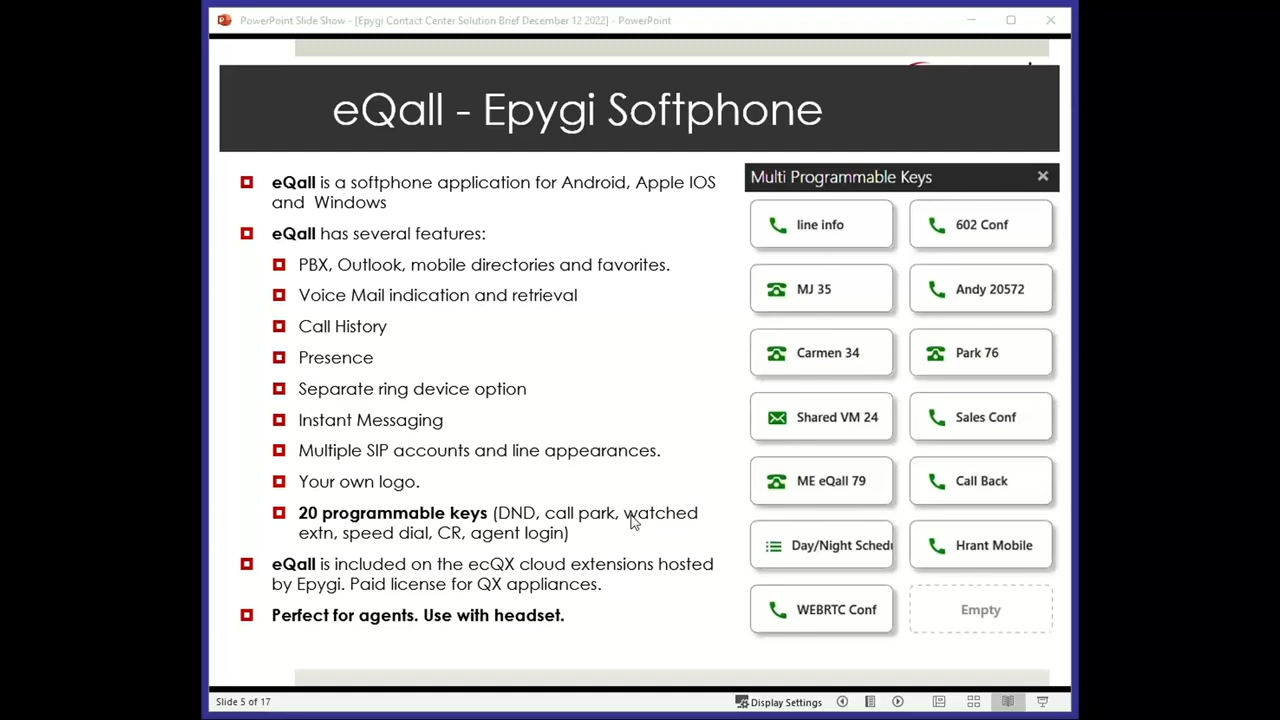 PowerPoint Slide Show - [Epygi Contact Center Solution Brief December 12 2022] - PowerPoint
eQall - Epygi Softphone
eQall is a softphone application for Android, Apple IOS
and Windows
eQall has several features:
PBX, Outlook, mobile directories and favorites.
Voice Mail indication and retrieval
Call History
Presence
Separate ring device option
Instant Messaging
Multiple SIP accounts and line appearances.
Your own logo.
20 programmable keys (DND, call park, watched
extn, speed dial, CR, agent login)
eQall is included on the ecQX cloud extensions hosted
by Epygi. Paid license for QX appliances.
Perfect for agents. Use with headset.
Multi Programmable Keys
line info
602 Conf
MJ 35
Andy 20572
Carmen 34
Park 76
Shared VM 24
Sales Conf
ME eQall 79
Call Back
Day/Night Sched
Hrant Mobile
WEBRTC Conf
Empty
Slide 5 of 17
Display Settings